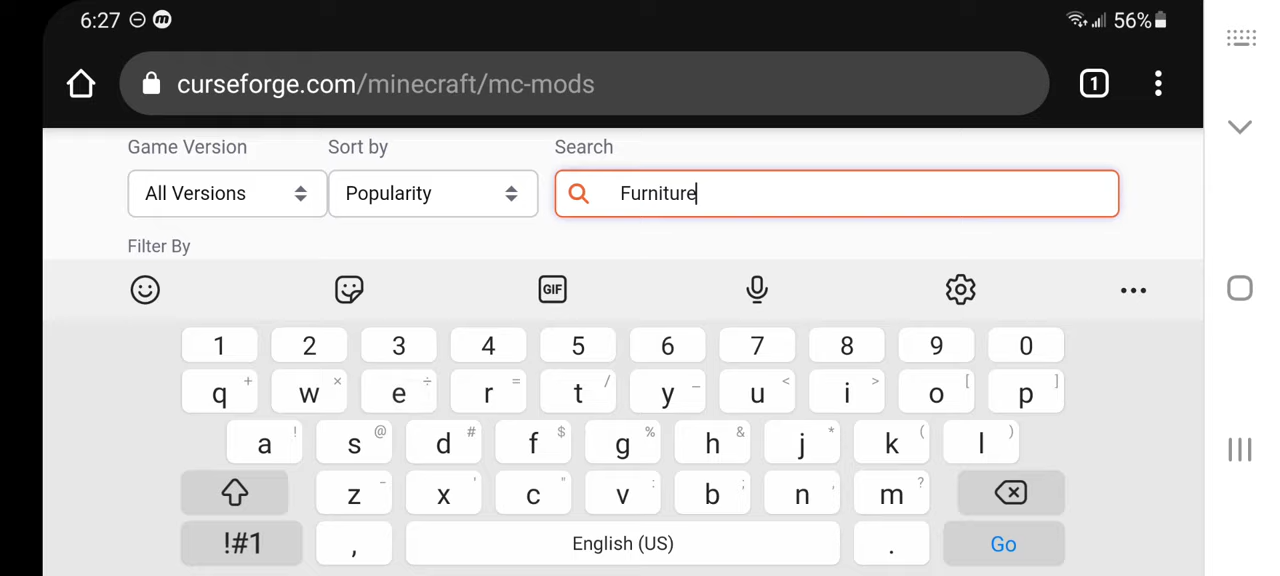 6:27 m 56%
curseforge.com/minecraft/mc-mods 1
Game Version Sort by Search
All Versions Popularity Furniture
Filter By
GIF
1 2 3 4 5 6 7 8 9 0
q + w × e ÷ r = t / y _ u < i > o [ p ]
a ! s @ d # f $ g % h & j * k ( l )
z - x ' c " v : b ; n , m ?
!#1 , English (US) . Go